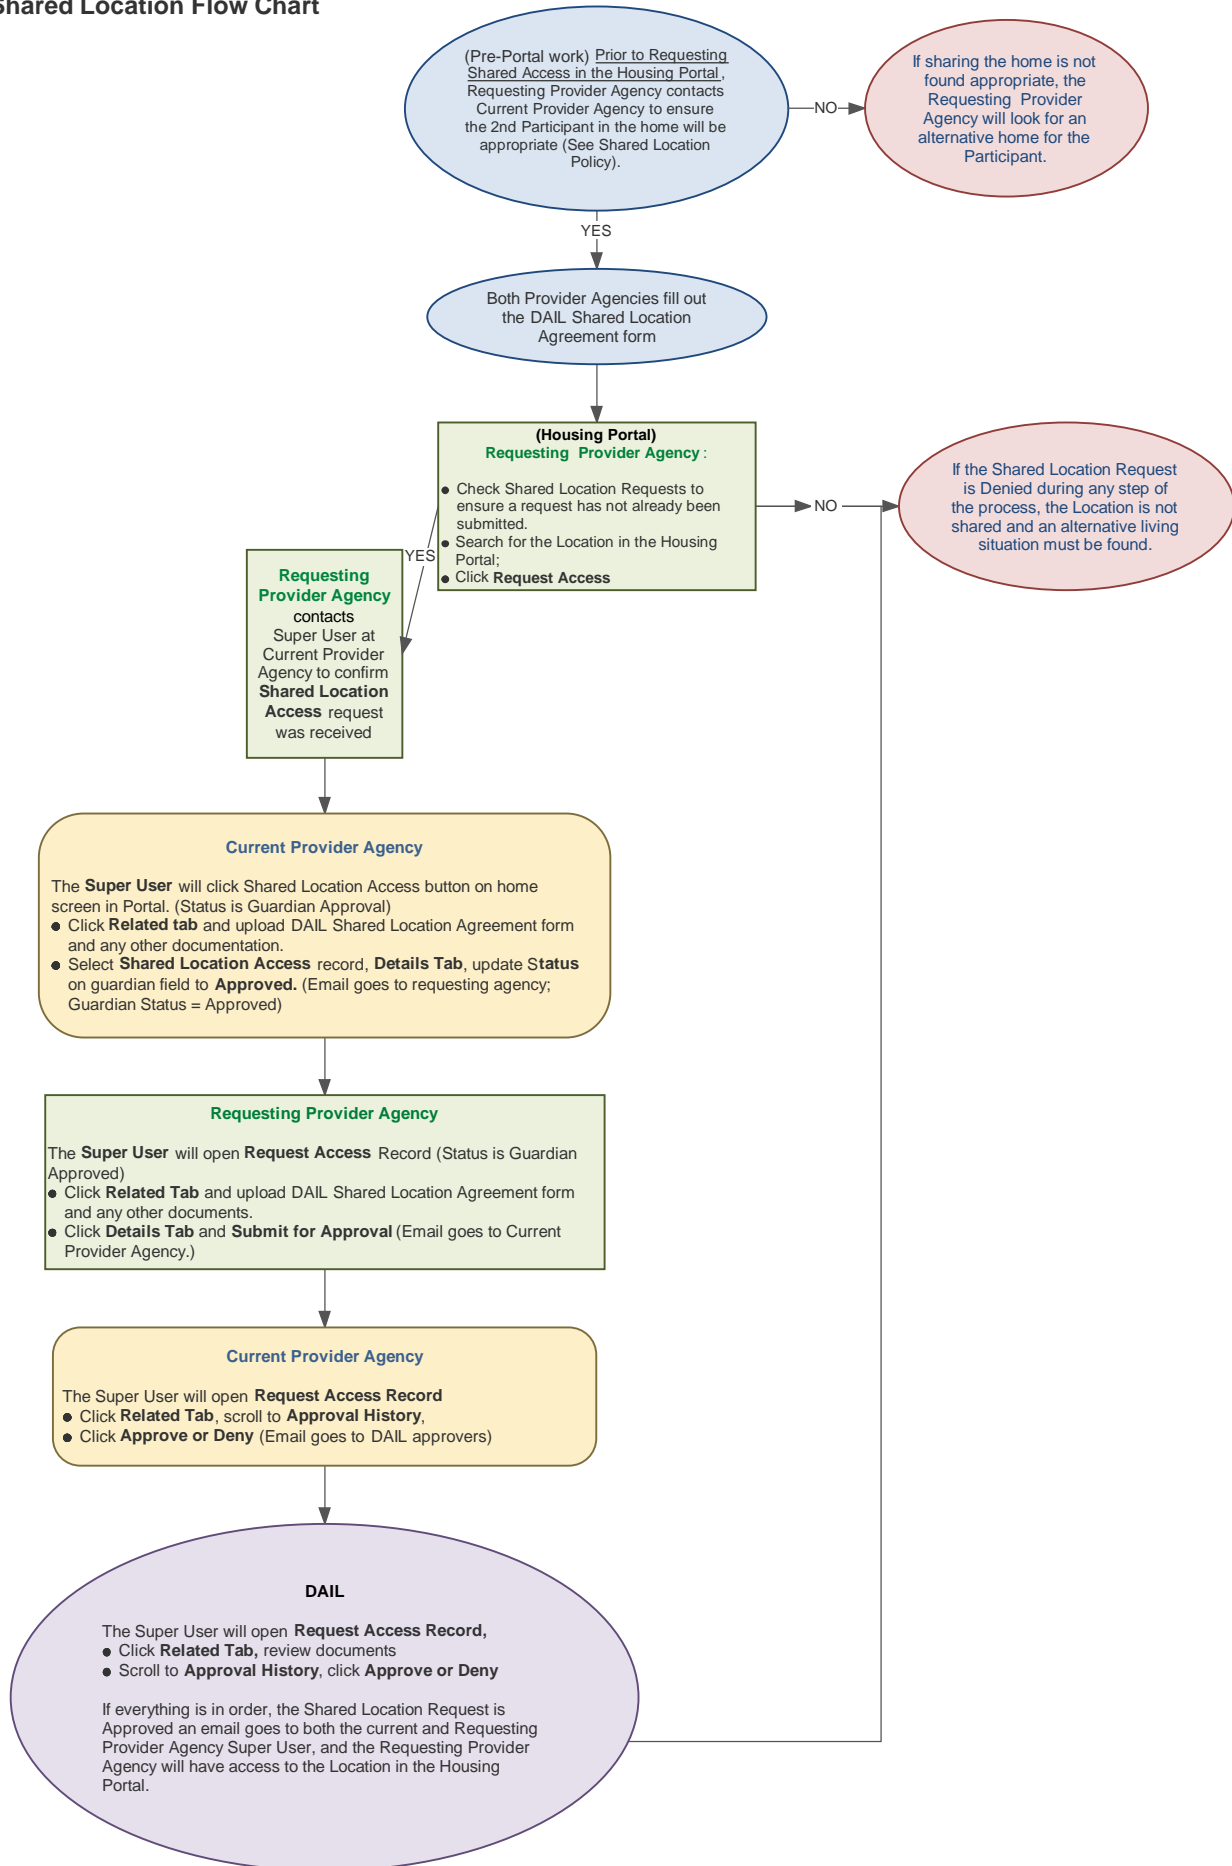 Shared Location Flow Chart
(Pre-Portal work) Prior to Requesting
Shared Access in the Housing Portal,
Requesting Provider Agency contacts
Current Provider Agency to ensure
the 2nd Participant in the home will be
appropriate (See Shared Location
Policy).
NO
If sharing the home is not
found appropriate, the
Requesting Provider
Agency will look for an
alternative home for the
Participant.
YES
Both Provider Agencies fill out
the DAIL Shared Location
Agreement form
(Housing Portal)
Requesting Provider Agency:
● Check Shared Location Requests to
ensure a request has not already been
submitted.
● Search for the Location in the Housing
Portal;
● Click Request Access
NO
If the Shared Location Request
is Denied during any step of
the process, the Location is not
shared and an alternative living
situation must be found.
YES
Requesting
Provider Agency
contacts
Super User at
Current Provider
Agency to confirm
Shared Location
Access request
was received
Current Provider Agency
The Super User will click Shared Location Access button on home
screen in Portal. (Status is Guardian Approval)
● Click Related tab and upload DAIL Shared Location Agreement form
and any other documentation.
● Select Shared Location Access record, Details Tab, update Status
on guardian field to Approved. (Email goes to requesting agency;
Guardian Status = Approved)
Requesting Provider Agency
The Super User will open Request Access Record (Status is Guardian
Approved)
● Click Related Tab and upload DAIL Shared Location Agreement form
and any other documents.
● Click Details Tab and Submit for Approval (Email goes to Current
Provider Agency.)
Current Provider Agency
The Super User will open Request Access Record
● Click Related Tab, scroll to Approval History,
● Click Approve or Deny (Email goes to DAIL approvers)
DAIL
The Super User will open Request Access Record,
● Click Related Tab, review documents
● Scroll to Approval History, click Approve or Deny
If everything is in order, the Shared Location Request is
Approved an email goes to both the current and Requesting
Provider Agency Super User, and the Requesting Provider
Agency will have access to the Location in the Housing
Portal.